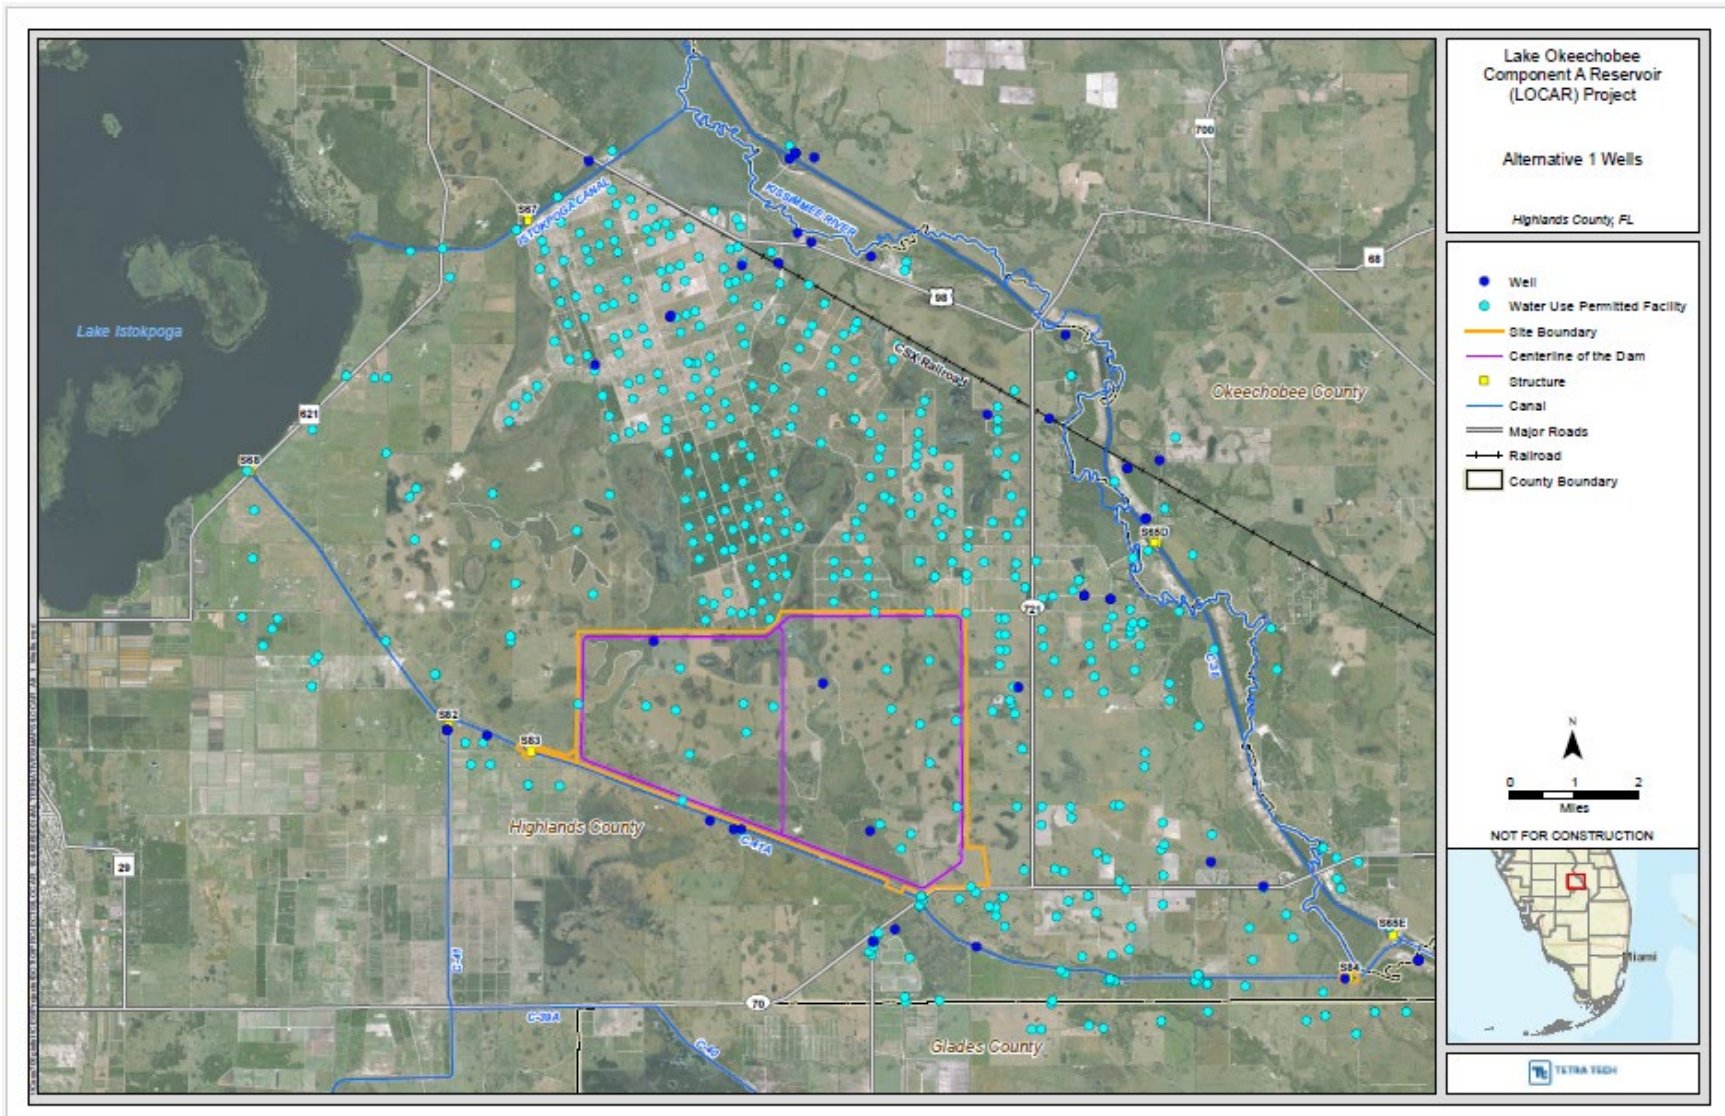 Lake Okeechobee
Component A Reservoir
(LOCAR) Project
Alternative 1 Wells
Highlands County, FL
Well
Water Use Permitted Facility
Site Boundary
Centerline of the Dam
Structure
Canal
Major Roads
Railroad
County Boundary
N
0 1 2
Miles
NOT FOR CONSTRUCTION
Miami
TETRA TECH
700
S67
ISTOKPOGA CANAL
KISSIMMEE RIVER
68
98
Lake Istokpoga
CSX Railroad
Okeechobee County
621
S68
S65D
721
C-38
S82
S83
Highlands County
C-41A
29
S65E
C-41
S84
70
C-39A
C-40
Glades County